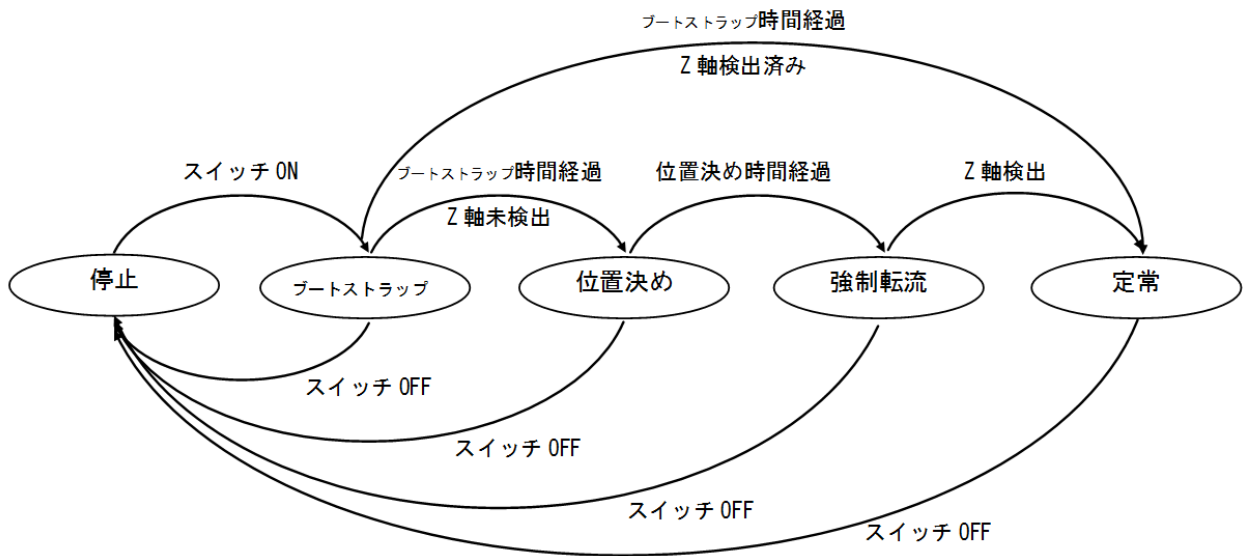 ブートストラップ時間経過
Z 軸検出済み
スイッチ ON
ブートストラップ時間経過
Z 軸未検出
位置決め時間経過
Z 軸検出
停止
ブートストラップ
位置決め
強制転流
定常
スイッチ OFF
スイッチ OFF
スイッチ OFF
スイッチ OFF